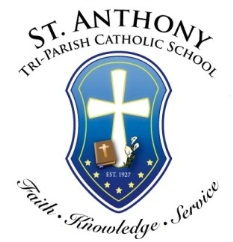 ST. ANTHONY
TRI-PARISH CATHOLIC SCHOOL
EST. 1927
Faith • Knowledge • Service